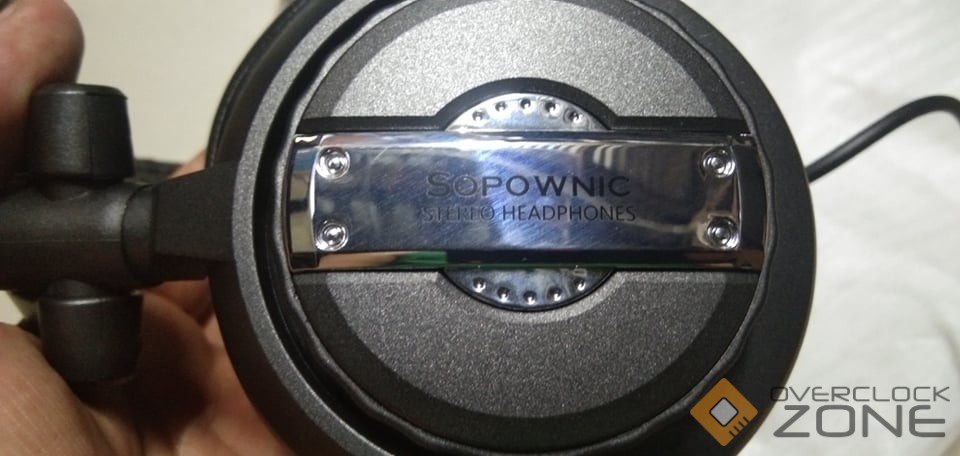 SOPOWNIC
STEREO HEADPHONES
OVERCLOCK
ZONE